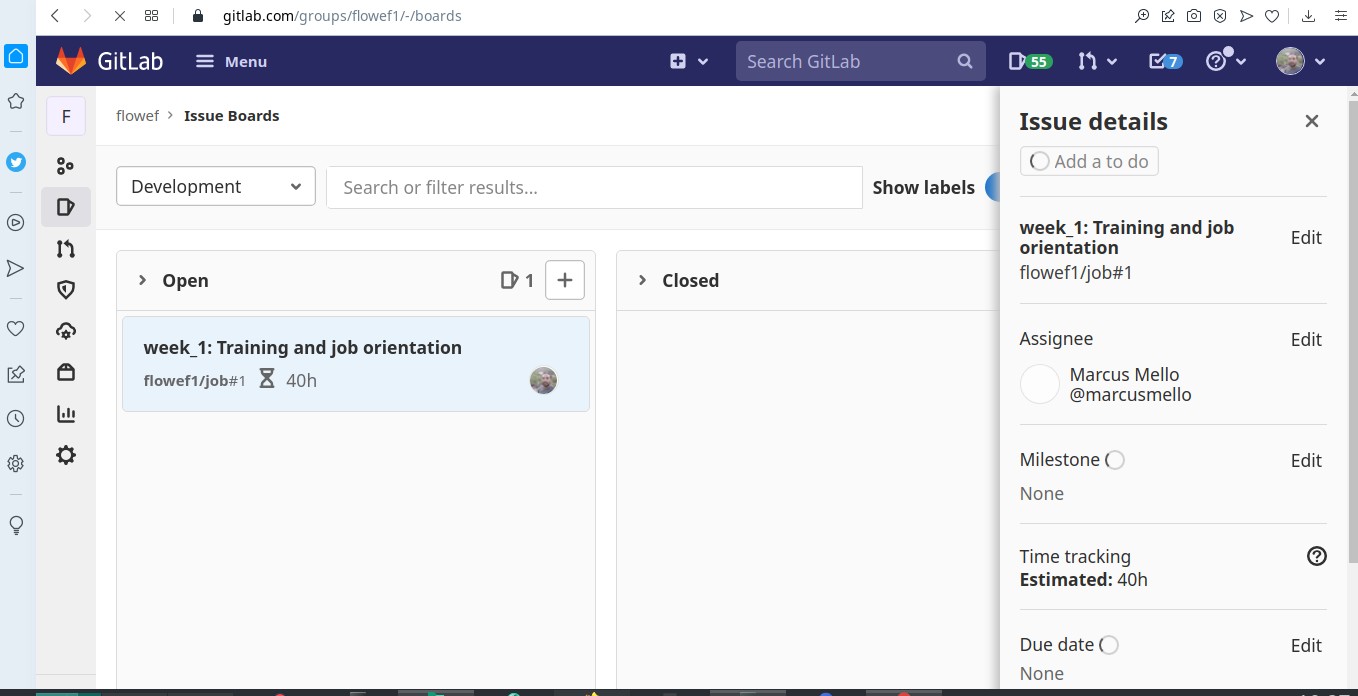 gitlab.com/groups/flowef1/-/boards
GitLab
Menu
Search GitLab
55
7
F
flowef › Issue Boards
Development
Search or filter results...
Show labels
Open
1
Closed
week_1: Training and job orientation
flowef1/job#1
40h
Issue details
Add a to do
week_1: Training and job
orientation
Edit
flowef1/job#1
Assignee
Edit
Marcus Mello
@marcusmello
Milestone
Edit
None
Time tracking
Estimated: 40h
Due date
Edit
None